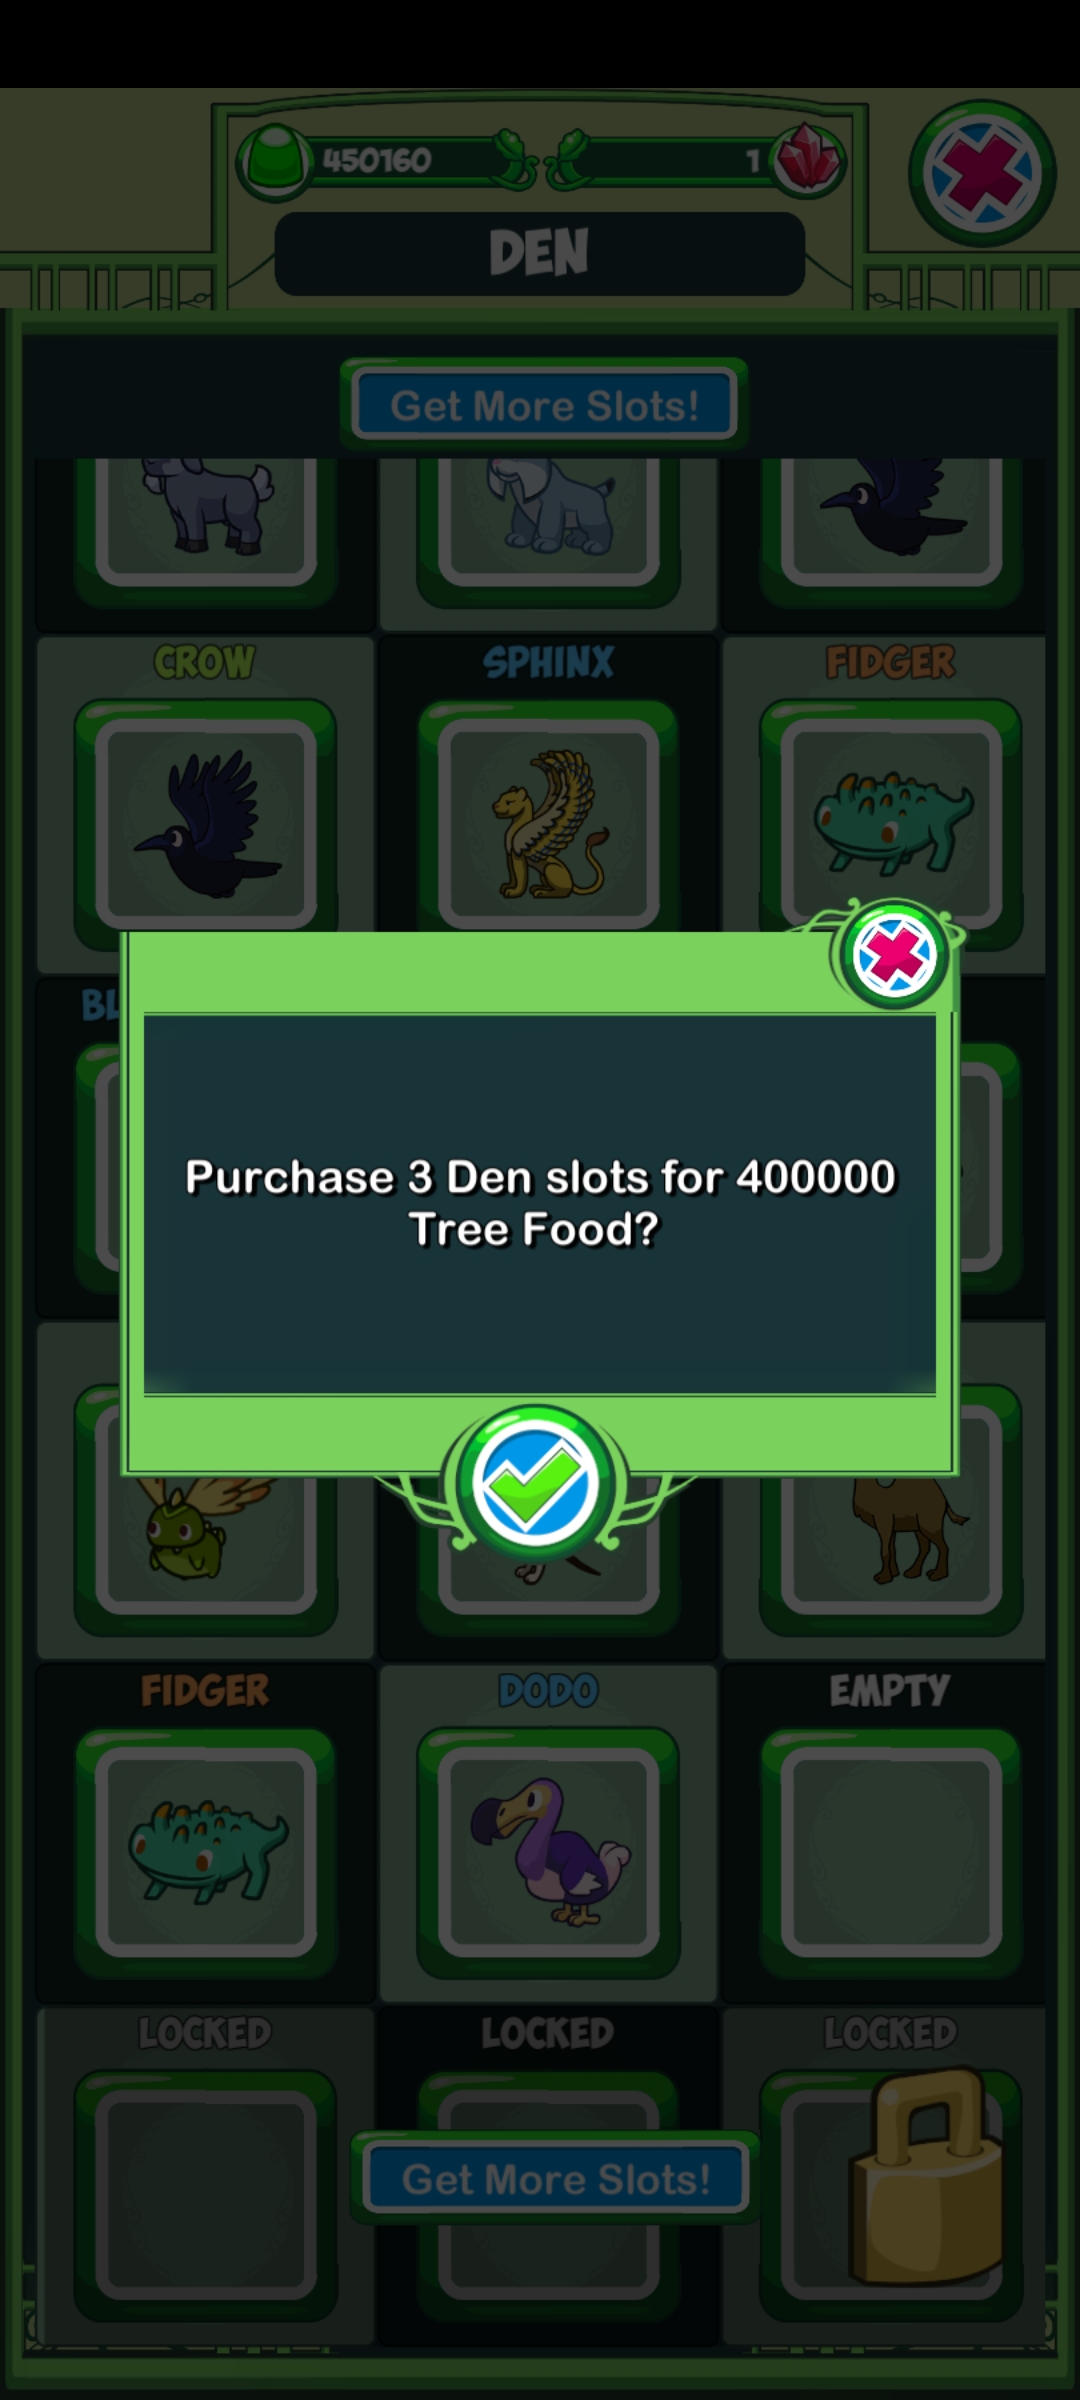 450160
1
DEN
Get More Slots!
CROW
SPHINX
FIDGER
Purchase 3 Den slots for 400000
Tree Food?
FIDGER
DODO
EMPTY
LOCKED
LOCKED
LOCKED
Get More Slots!